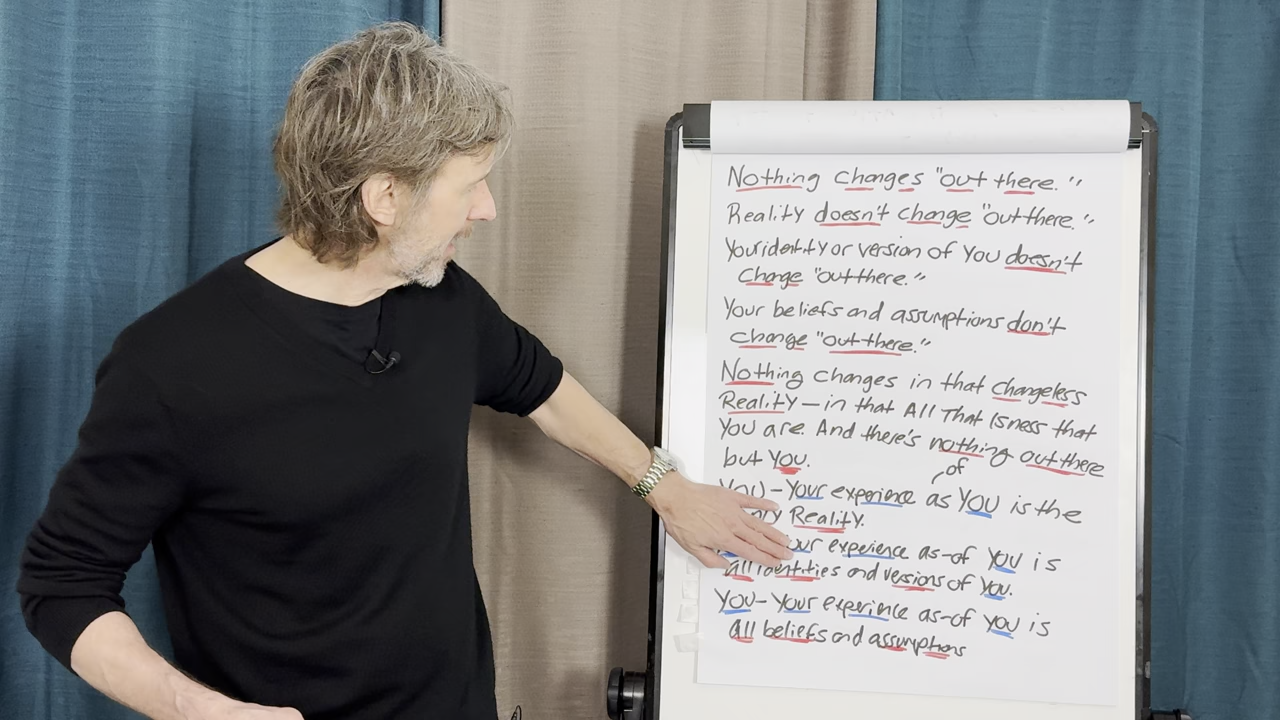 Nothing changes "out there."
Reality doesn't change "out there."
Your identity or version of You doesn't
change "out there."
Your beliefs and assumptions don't
change "out there."
Nothing changes in that changeless
Reality—in that All That Isness that
You are. And there's nothing out there
but You.
of
You – Your experience as YOU is the
Reality.
experience as-of You is
all identities and versions of You.
YOU – Your experience as-of you is
all beliefs and assumptions